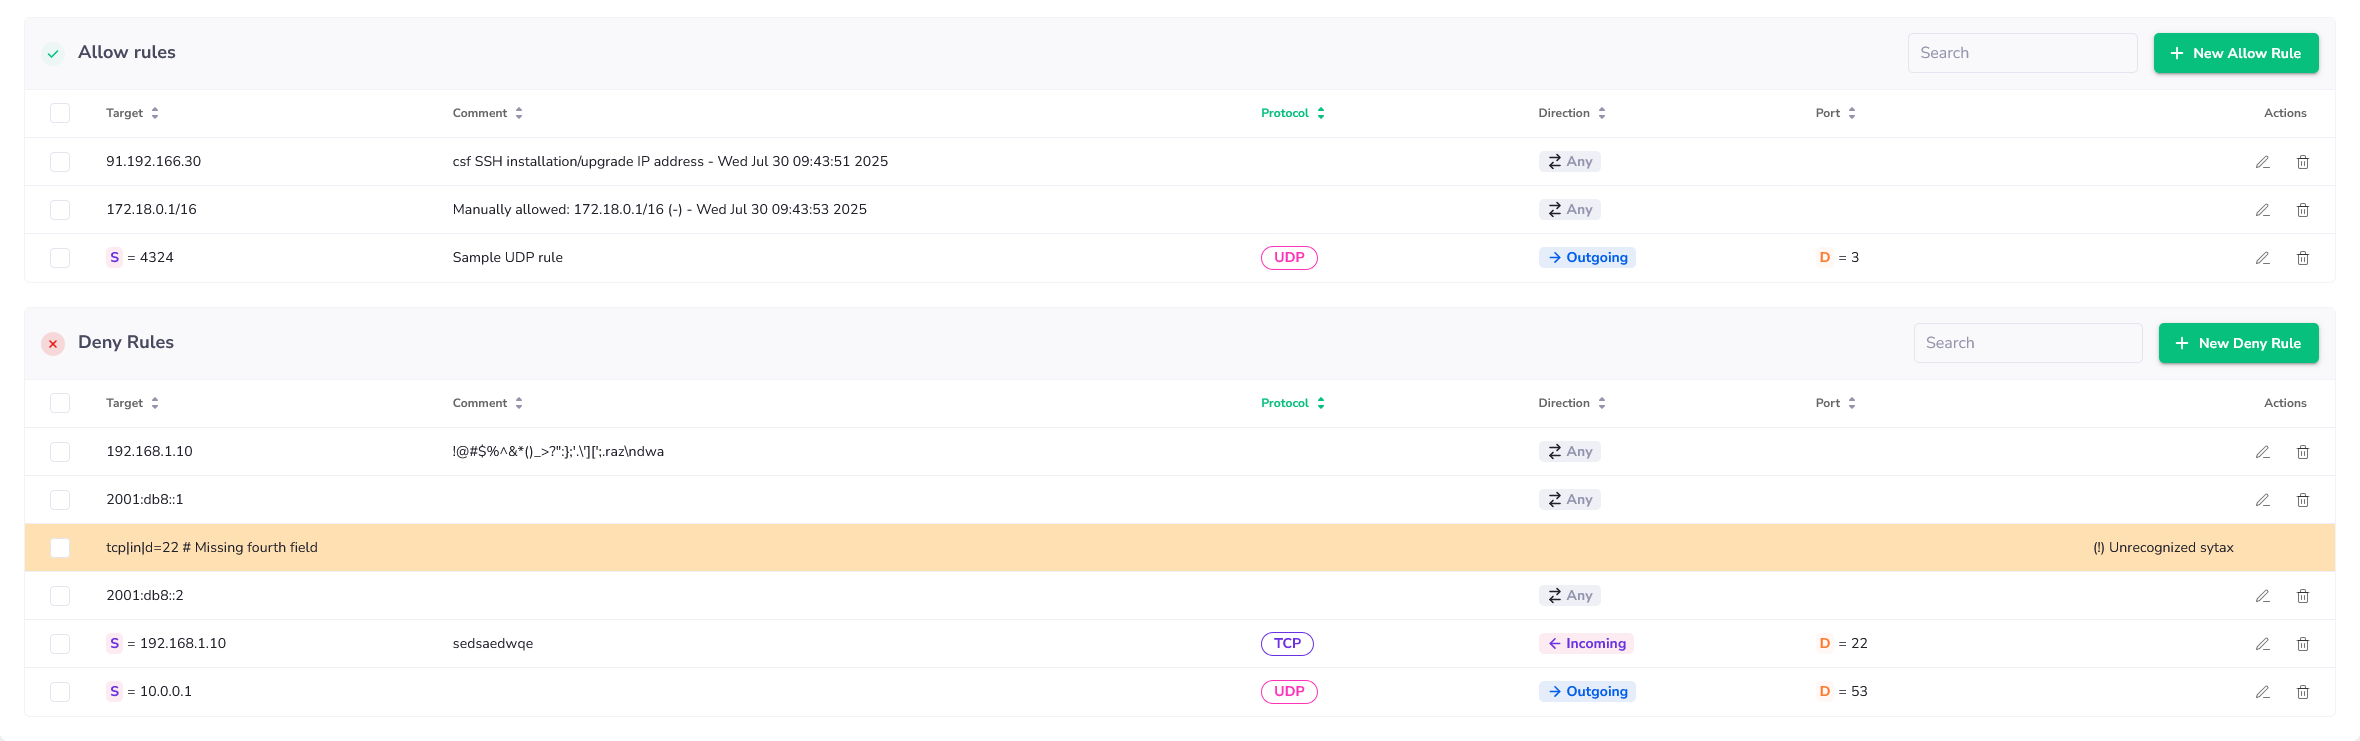 Allow rules
Search
New Allow Rule
Target Comment Protocol Direction Port Actions
91.192.166.30 csf SSH installation/upgrade IP address - Wed Jul 30 09:43:51 2025 Any
172.18.0.1/16 Manually allowed: 172.18.0.1/16 (-) - Wed Jul 30 09:43:53 2025 Any
S = 4324 Sample UDP rule UDP Outgoing D = 3
Deny Rules
Search
New Deny Rule
Target Comment Protocol Direction Port Actions
192.168.1.10 !@#$%^&*()_>?":};'.\'][';.raz\ndwa Any
2001:db8::1 Any
tcp|in|d=22 # Missing fourth field (!) Unrecognized sytax
2001:db8::2 Any
S = 192.168.1.10 sedsaedwqe TCP Incoming D = 22
S = 10.0.0.1 UDP Outgoing D = 53